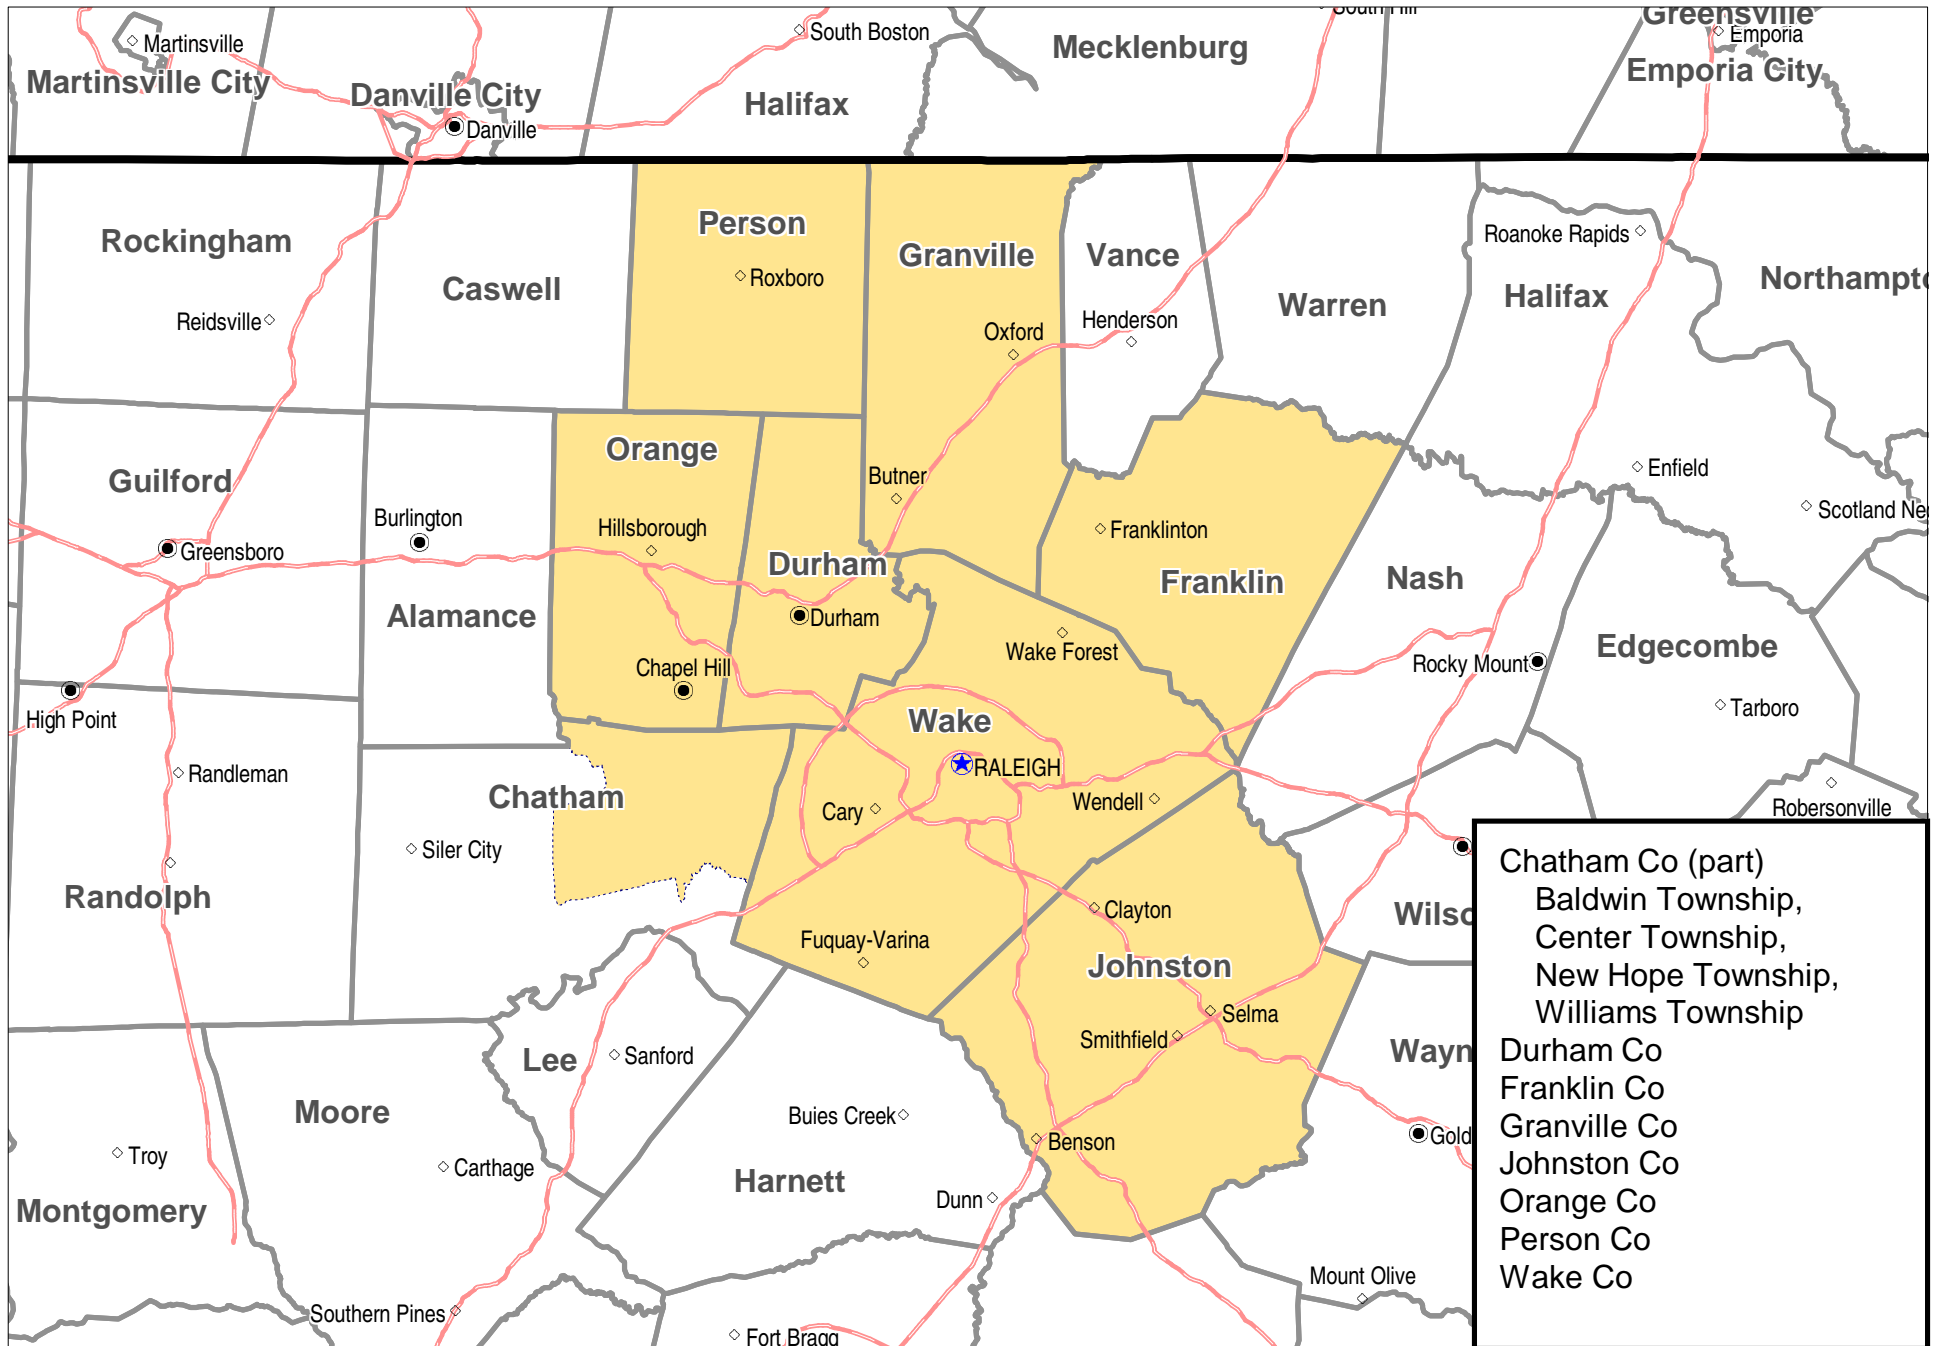 South Hill
Greensville
Emporia
South Boston
Martinsville
Mecklenburg
Martinsville City
Danville City
Halifax
Emporia City
Danville
Person
Granville
Vance
Rockingham
Roanoke Rapids
Roxboro
Caswell
Warren
Halifax
Northampto
Reidsville
Oxford
Henderson
Orange
Guilford
Butner
Enfield
Burlington
Hillsborough
Franklinton
Scotland Ne
Greensboro
Durham
Franklin
Nash
Alamance
Durham
Wake Forest
Edgecombe
Chapel Hill
Rocky Mount
High Point
Wake
Tarboro
Randleman
RALEIGH
Chatham
Cary
Wendell
Robersonville
Siler City
Randolph
Clayton
Wilso
Fuquay-Varina
Johnston
Selma
Smithfield
Lee
Sanford
Wayn
Moore
Buies Creek
Benson
Gold
Troy
Carthage
Harnett
Dunn
Montgomery
Mount Olive
Southern Pines
Fort Bragg
Chatham Co (part)
Baldwin Township,
Center Township,
New Hope Township,
Williams Township
Durham Co
Franklin Co
Granville Co
Johnston Co
Orange Co
Person Co
Wake Co